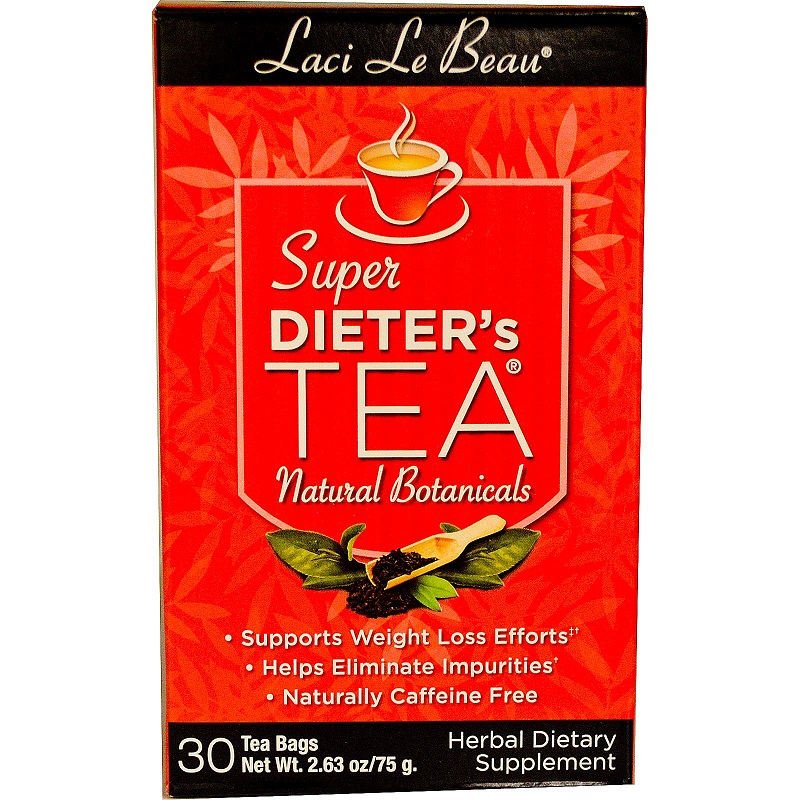 Laci Le Beau®
Super
DIETER's
TEA®
Natural Botanicals
• Supports Weight Loss Efforts††
• Helps Eliminate Impurities†
• Naturally Caffeine Free
30 Tea Bags
Net Wt. 2.63 oz/75 g.
Herbal Dietary
Supplement